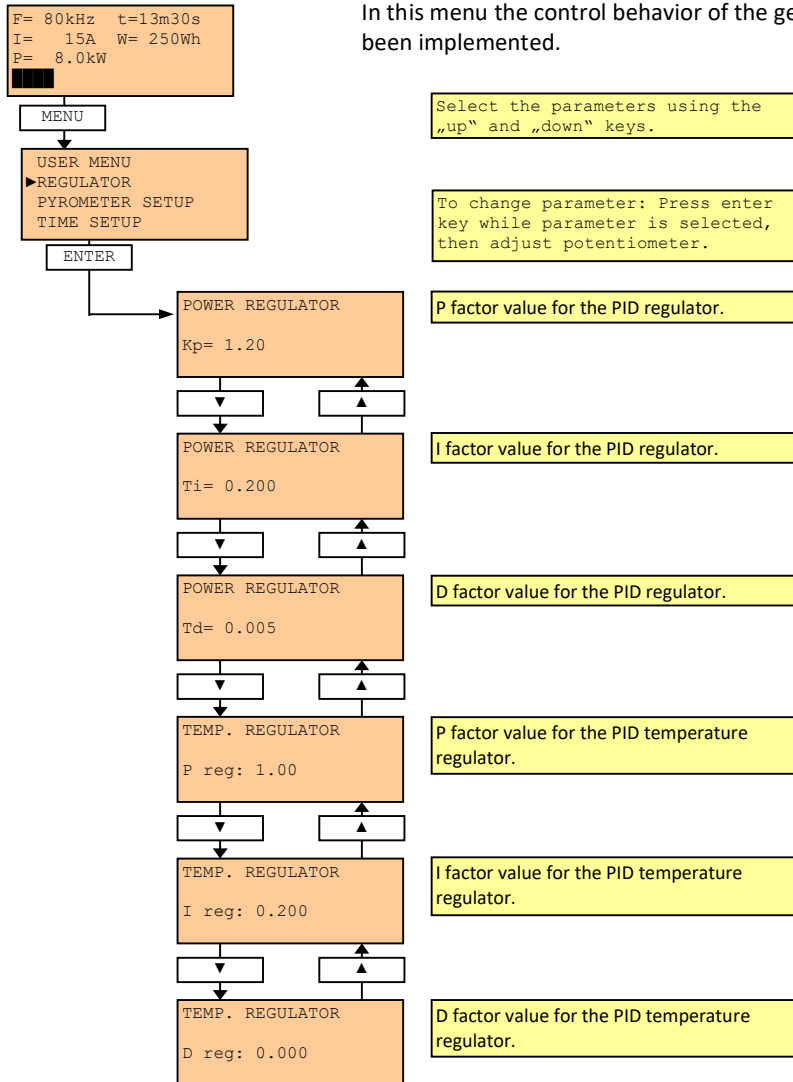 In this menu the control behavior of the ge
been implemented.
F= 80kHz t=13m30s
I= 15A W= 250Wh
P= 8.0kW
MENU
Select the parameters using the
„up“ and „down“ keys.
USER MENU
►REGULATOR
PYROMETER SETUP
TIME SETUP
To change parameter: Press enter
key while parameter is selected,
then adjust potentiometer.
ENTER
POWER REGULATOR
Kp= 1.20
P factor value for the PID regulator.
▼ ▲
POWER REGULATOR
Ti= 0.200
I factor value for the PID regulator.
▼ ▲
POWER REGULATOR
Td= 0.005
D factor value for the PID regulator.
▼ ▲
TEMP. REGULATOR
P reg: 1.00
P factor value for the PID temperature
regulator.
▼ ▲
TEMP. REGULATOR
I reg: 0.200
I factor value for the PID temperature
regulator.
▼ ▲
TEMP. REGULATOR
D reg: 0.000
D factor value for the PID temperature
regulator.